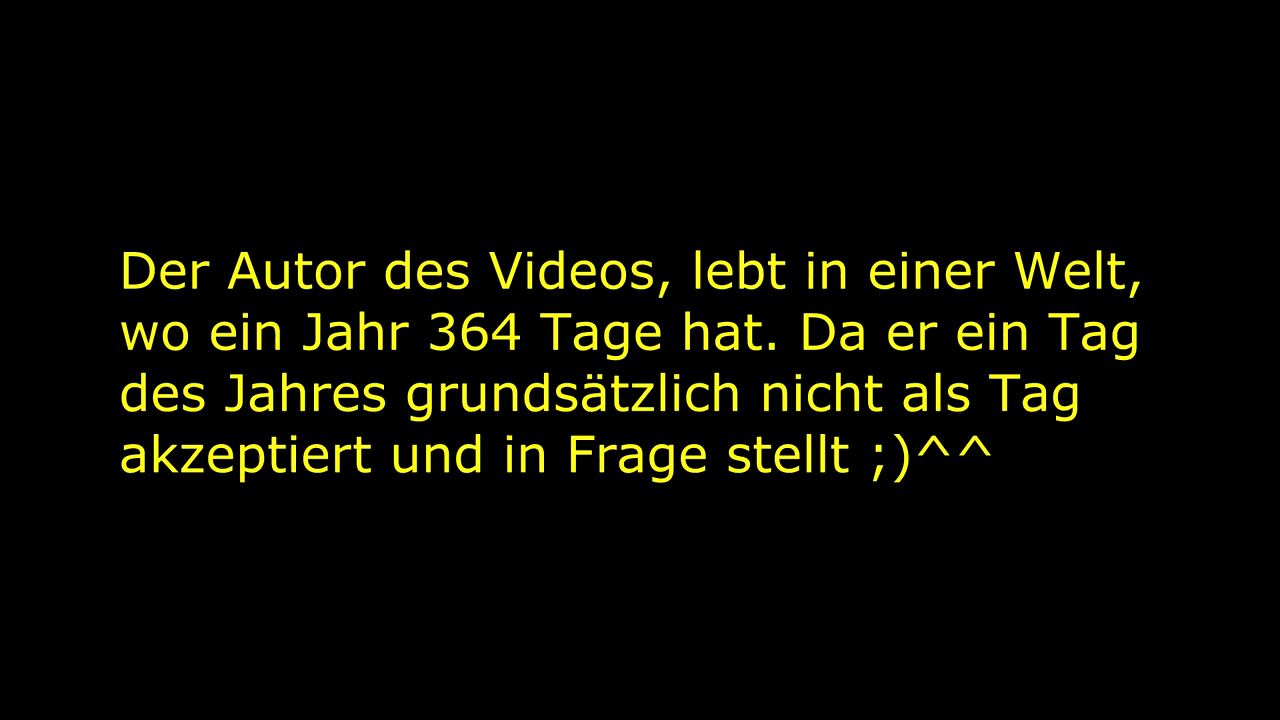 Der Autor des Videos, lebt in einer Welt,
wo ein Jahr 364 Tage hat. Da er ein Tag
des Jahres grundsätzlich nicht als Tag
akzeptiert und in Frage stellt ;)^^